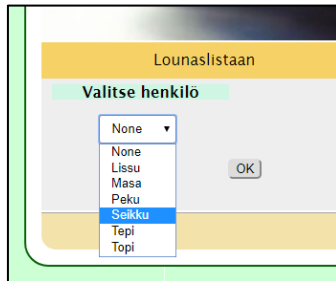 Lounaslistaan
Valitse henkilö
None
None
Lissu
Masa
Peku
Seikku
Tepi
Topi
OK